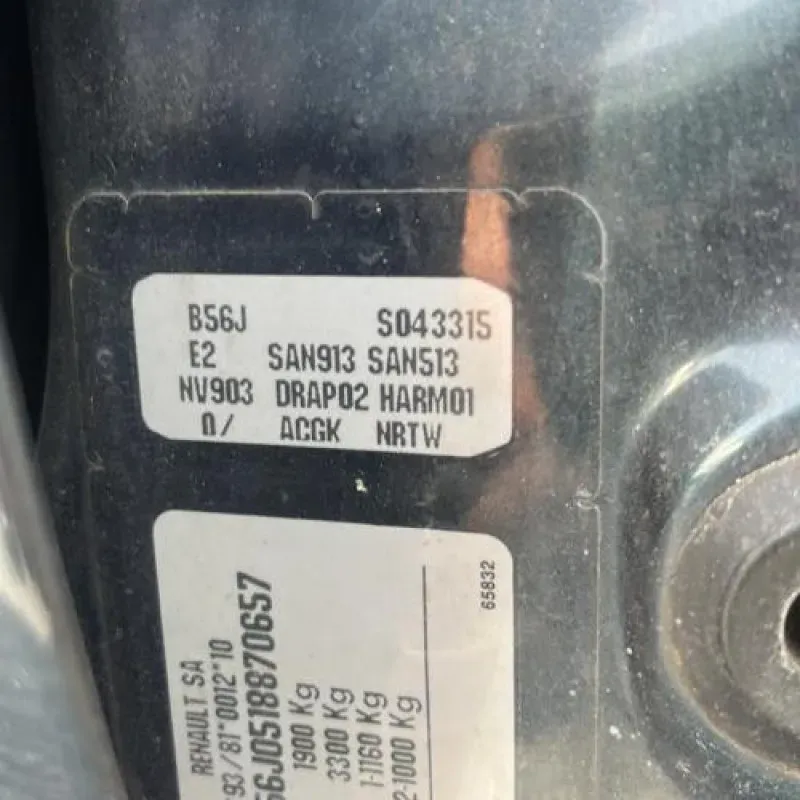 B56J S043315
E2 SAN913 SAN513
NV903 DRAP02 HARM01
0/ ACGK NRTW
65832
RENAULT SA
*93/81*0012*10
56J0518870657
1900 Kg
3300 Kg
1-1160 Kg
2-1000 Kg